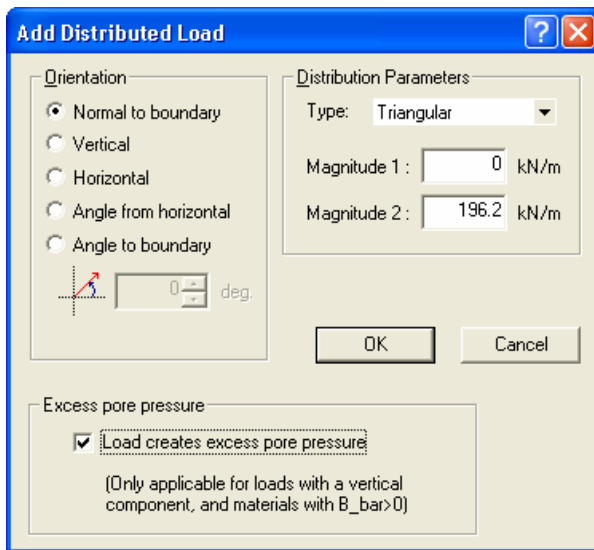 Add Distributed Load
?
Orientation
Normal to boundary
Vertical
Horizontal
Angle from horizontal
Angle to boundary
0
deg.
Distribution Parameters
Type: Triangular
Magnitude 1 : 0 kN/m
Magnitude 2 : 196.2 kN/m
OK
Cancel
Excess pore pressure
Load creates excess pore pressure
(Only applicable for loads with a vertical
component, and materials with B_bar>0)